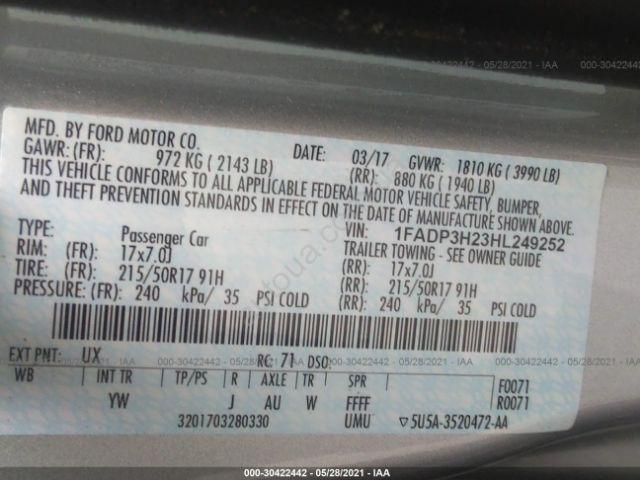 000-30422442 - 05/28/2021 - IAA
MFD. BY FORD MOTOR CO.
DATE: 03/17 GVWR: 1810 KG ( 3990 LB)
GAWR: (FR): 972 KG ( 2143 LB) (RR): 880 KG ( 1940 LB)
THIS VEHICLE CONFORMS TO ALL APPLICABLE FEDERAL MOTOR VEHICLE SAFETY, BUMPER,
AND THEFT PREVENTION STANDARDS IN EFFECT ON THE DATE OF MANUFACTURE SHOWN ABOVE.
VIN: 1FADP3H23HL249252
TYPE: Passenger Car TRAILER TOWING - SEE OWNER GUIDE
RIM: (FR): 17x7.0J (RR): 17x7.0J
TIRE: (FR): 215/50R17 91H (RR): 215/50R17 91H
PRESSURE: (FR): 240 kPa/ 35 PSI COLD (RR): 240 kPa/ 35 PSI COLD
EXT PNT: UX RC: 71 DSO:
WB INT TR TP/PS R AXLE TR SPR F0071
YW J AU W FFFF R0071
3201703280330 UMU ▽5U5A-3520472-AA
000-30422442 - 05/28/2021 - IAA